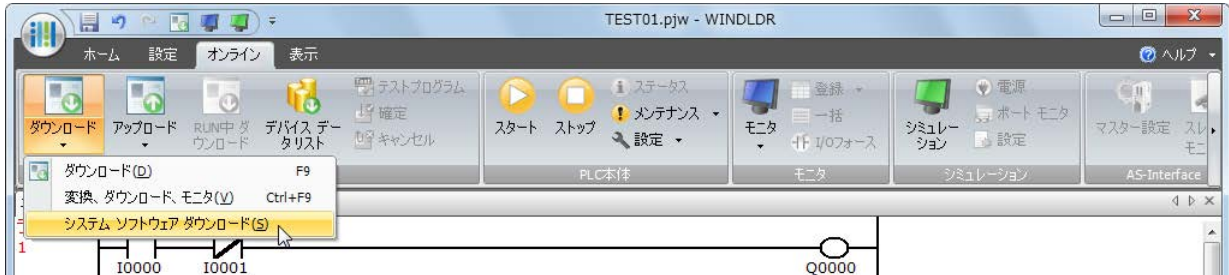 TEST01.pjw - WINDLDR
ホーム 設定 オンライン 表示 ヘルプ
ダウンロード アップロード RUN中 ダウンロード デバイス データリスト
テストプログラム
確定
キャンセル
スタート ストップ
ステータス
メンテナンス
設定
PLC本体
モニタ
登録
一括
I/Oフォース
モニタ
シミュレーション
電源
ポート モニタ
設定
シミュレーション
マスター設定
AS-Interface
ダウンロード(D) F9
変換、ダウンロード、モニタ(V) Ctrl+F9
システム ソフトウェア ダウンロード(S)
1
I0000 I0001 Q0000